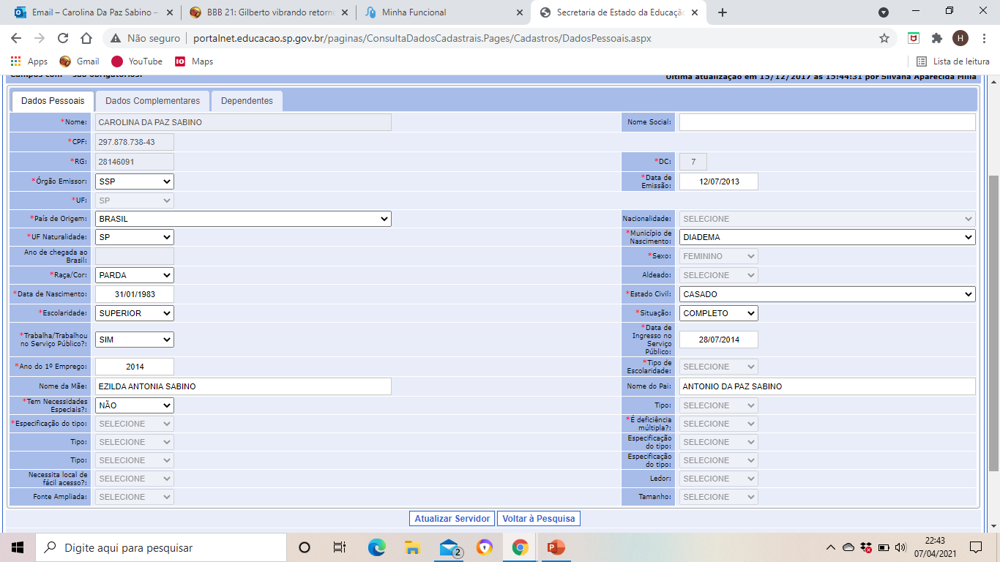 Email – Carolina Da Paz Sabino –
BBB 21: Gilberto vibrando retorno
Minha Funcional
Secretaria de Estado da Educação
Não seguro | portalnet.educacao.sp.gov.br/paginas/ConsultaDadosCadastrais.Pages/Cadastros/DadosPessoais.aspx
H
Apps Gmail YouTube Maps Lista de leitura
Campos com * são obrigatórios. Última atualização em 15/12/2017 às 15:44:31 por Silvana Aparecida Milla
Dados Pessoais Dados Complementares Dependentes
*Nome: CAROLINA DA PAZ SABINO Nome Social:
*CPF: 297.878.738-43
*RG: 28146091 *DC: 7
*Órgão Emissor: SSP *Data de Emissão: 12/07/2013
*UF: SP
*País de Origem: BRASIL Nacionalidade: SELECIONE
*UF Naturalidade: SP *Município de Nascimento: DIADEMA
Ano de chegada ao Brasil: *Sexo: FEMININO
*Raça/Cor: PARDA Aldeado: SELECIONE
*Data de Nascimento: 31/01/1983 *Estado Civil: CASADO
*Escolaridade: SUPERIOR *Situação: COMPLETO
*Trabalha/Trabalhou no Serviço Público?: SIM *Data de Ingresso no Serviço Público: 28/07/2014
*Ano do 1º Emprego: 2014 *Tipo de Escolaridade: SELECIONE
Nome da Mãe: EZILDA ANTONIA SABINO Nome do Pai: ANTONIO DA PAZ SABINO
*Tem Necessidades Especiais?: NÃO Tipo: SELECIONE
*Especificação do tipo: SELECIONE *É deficiência múltipla?: SELECIONE
Tipo: SELECIONE Especificação do tipo: SELECIONE
Tipo: SELECIONE Especificação do tipo: SELECIONE
Necessita local de fácil acesso?: SELECIONE Ledor: SELECIONE
Fonte Ampliada: SELECIONE Tamanho: SELECIONE
Atualizar Servidor Voltar à Pesquisa
Digite aqui para pesquisar
2
22:43
07/04/2021